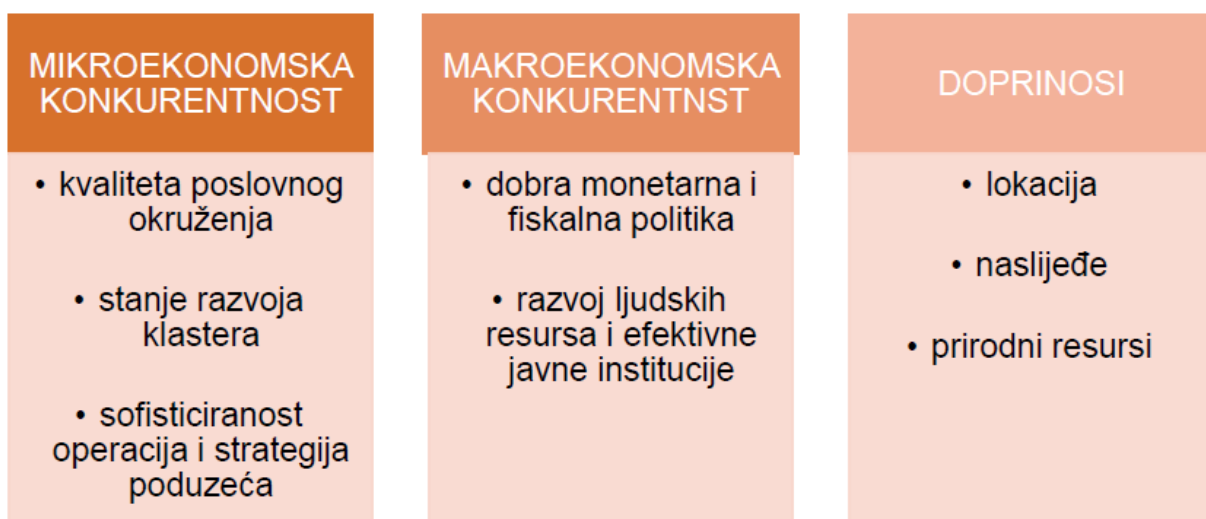 MIKROEKONOMSKA
KONKURENTNOST
• kvaliteta poslovnog
okruženja
• stanje razvoja
klastera
• sofisticiranost
operacija i strategija
poduzeća
MAKROEKONOMSKA
KONKURENTNST
• dobra monetarna i
fiskalna politika
• razvoj ljudskih
resursa i efektivne
javne institucije
DOPRINOSI
• lokacija
• naslijeđe
• prirodni resursi